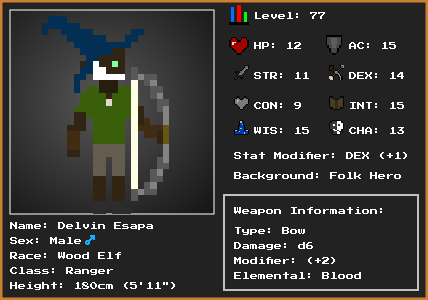 Level: 77
HP: 12
AC: 15
STR: 11
DEX: 14
CON: 9
INT: 15
WIS: 15
CHA: 13
Stat Modifier: DEX (+1)
Background: Folk Hero
Name: Delvin Esapa
Sex: Male♂
Race: Wood Elf
Class: Ranger
Height: 180cm (5'11")
Weapon Information:
Type: Bow
Damage: d6
Modifier: (+2)
Elemental: Blood